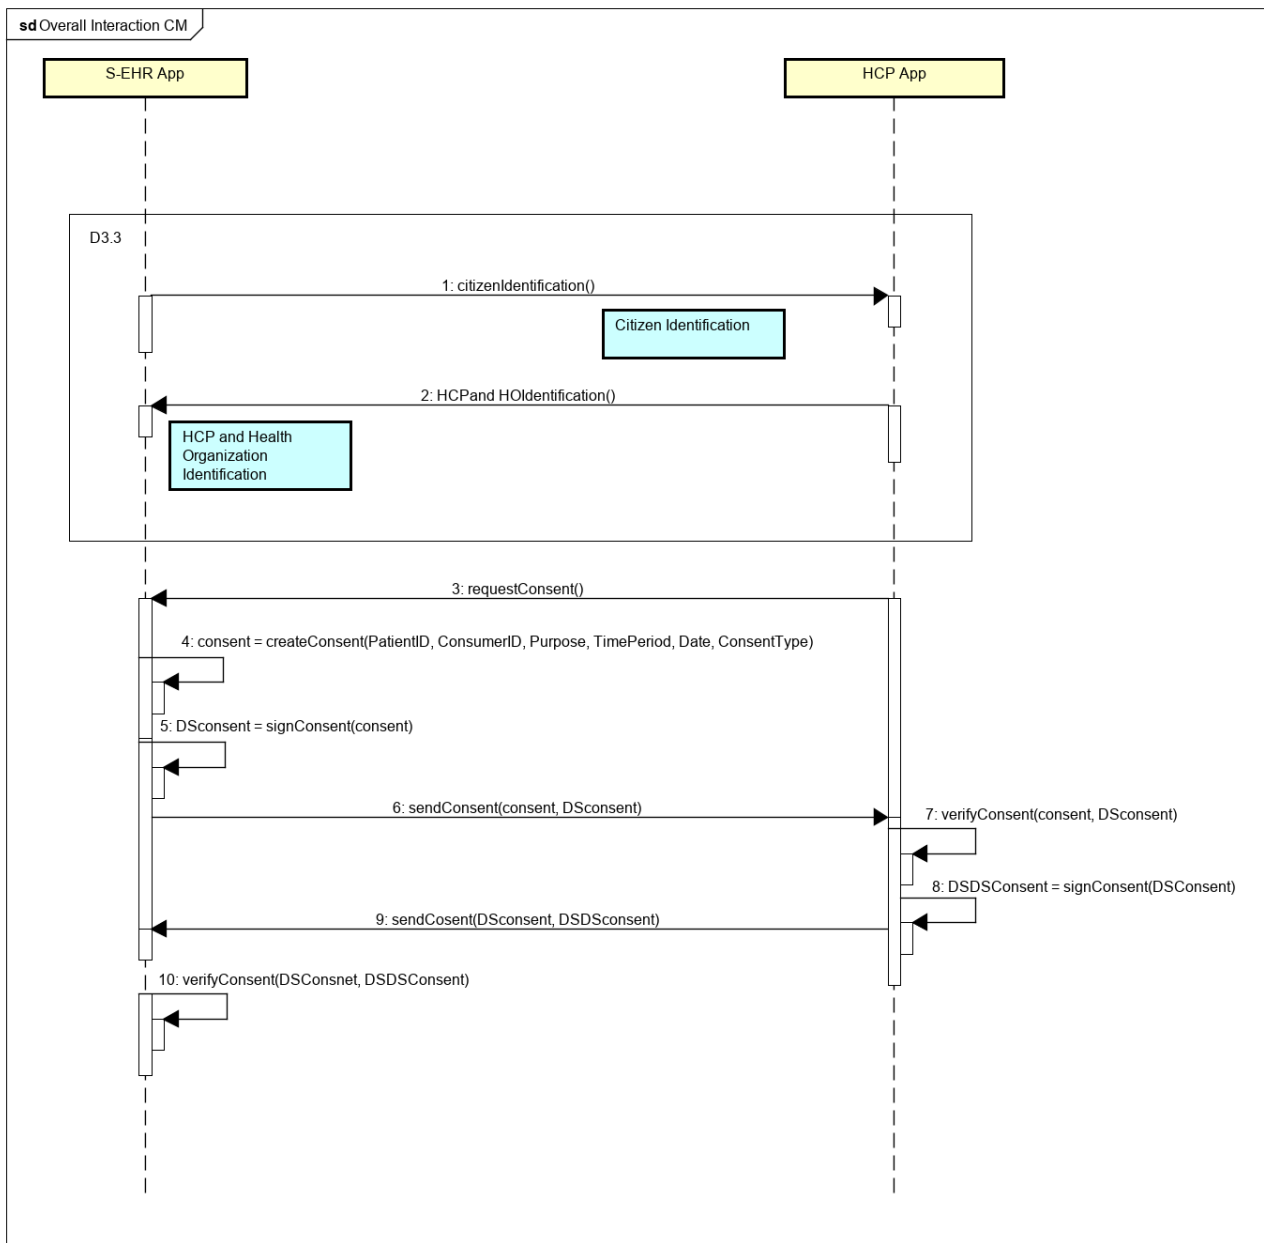 sd Overall Interaction CM
S-EHR App
HCP App
D3.3
1: citizenIdentification()
Citizen Identification
2: HCPand HOIdentification()
HCP and Health
Organization
Identification
3: requestConsent()
4: consent = createConsent(PatientID, ConsumerID, Purpose, TimePeriod, Date, ConsentType)
5: DSconsent = signConsent(consent)
6: sendConsent(consent, DSconsent)
7: verifyConsent(consent, DSconsent)
8: DSDSConsent = signConsent(DSConsent)
9: sendCosent(DSconsent, DSDSconsent)
10: verifyConsent(DSConsnet, DSDSConsent)